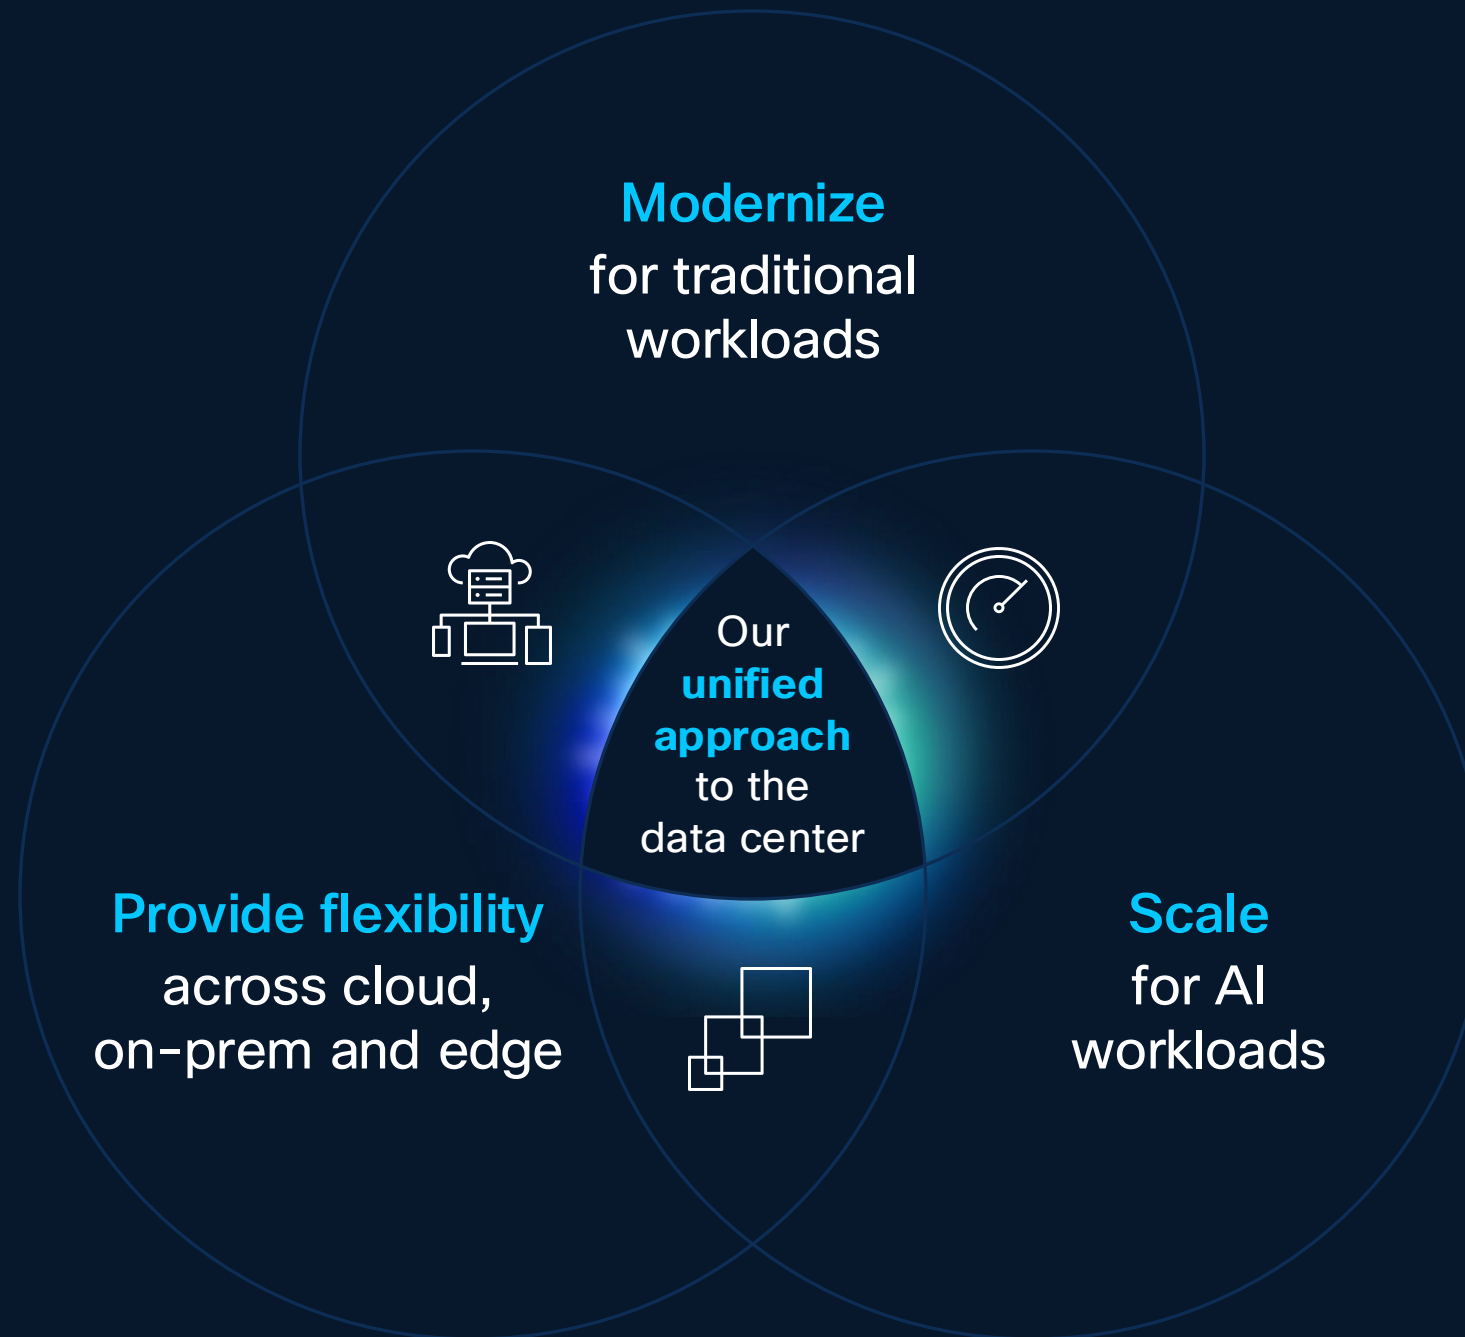 Modernize
for traditional
workloads
Our
unified
approach
to the
data center
Provide flexibility
across cloud,
on-prem and edge
Scale
for AI
workloads